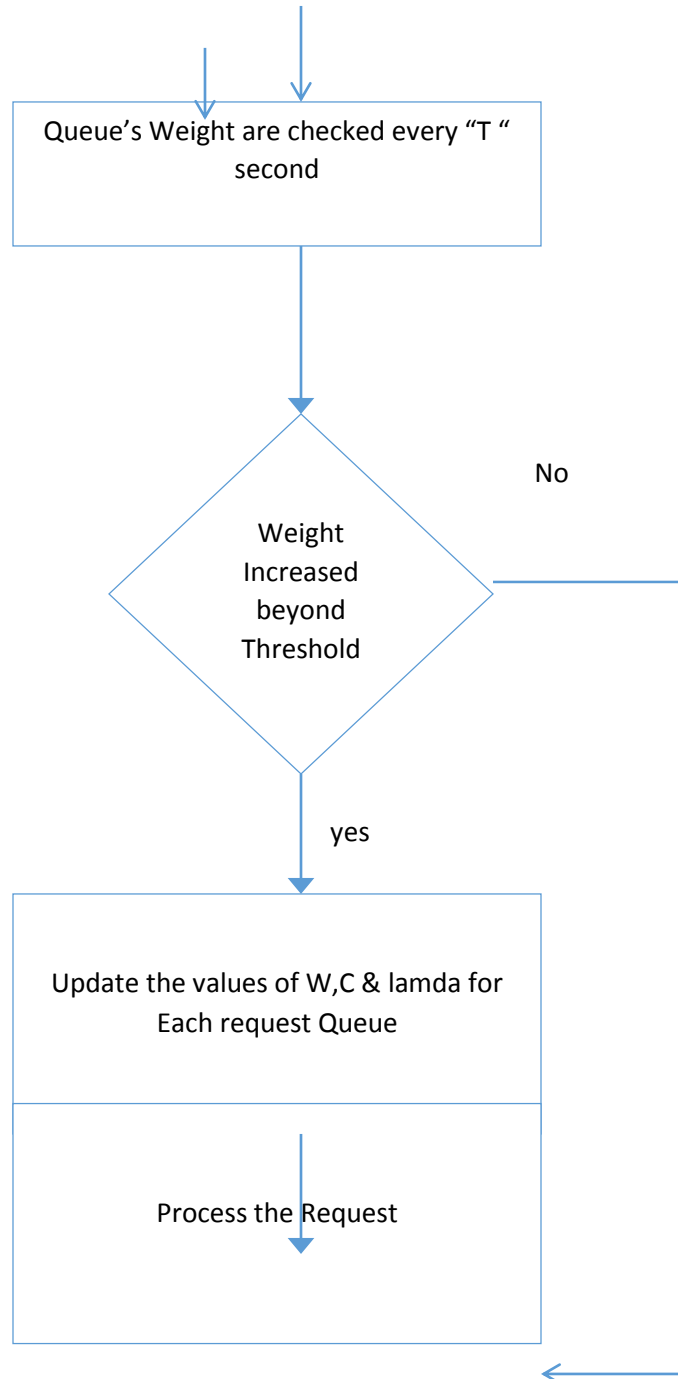 Queue’s Weight are checked every “T “
second
No
Weight
Increased
beyond
Threshold
yes
Update the values of W,C & lamda for
Each request Queue
Process the Request